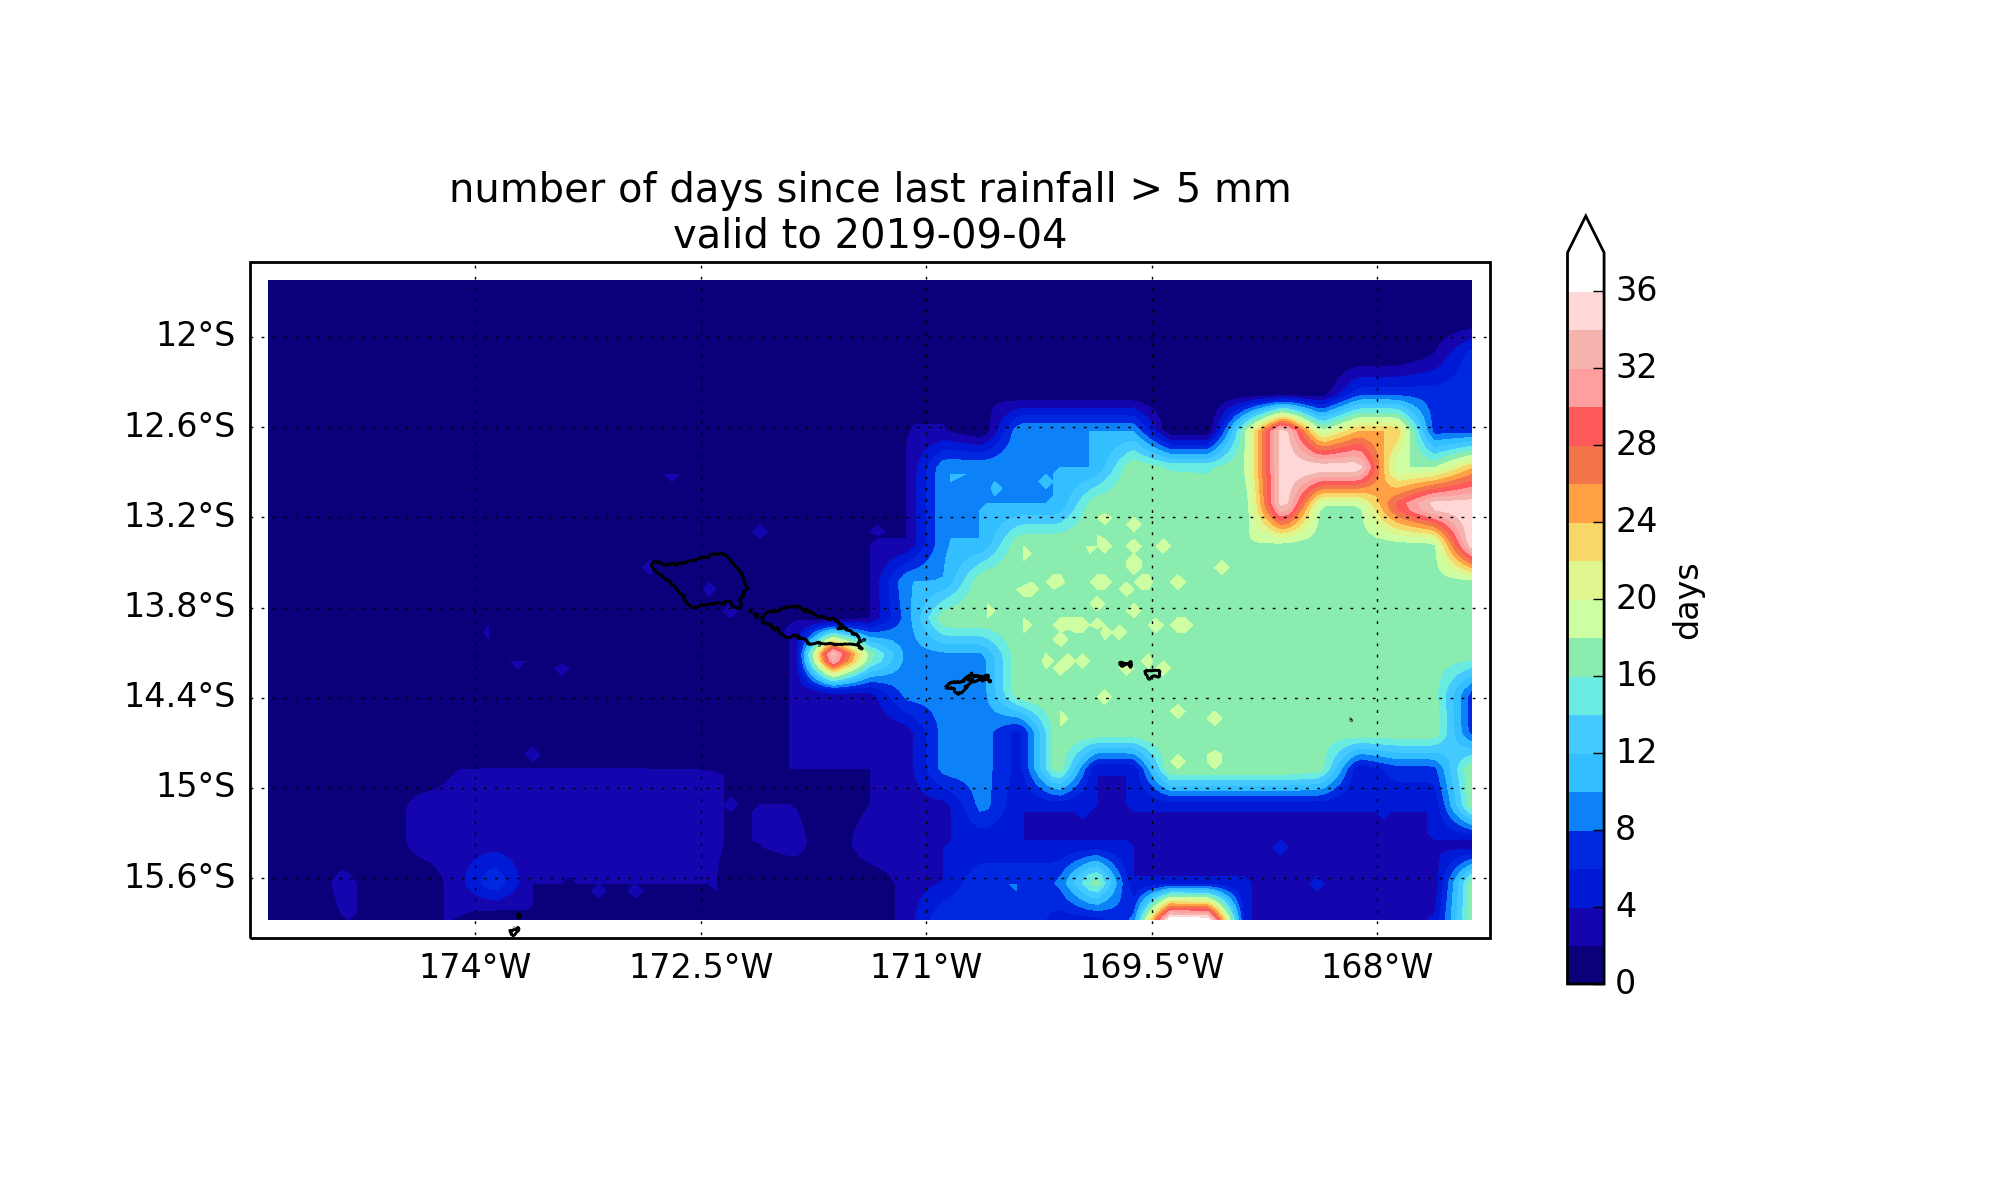 number of days since last rainfall > 5 mm
valid to 2019-09-04
12°S
12.6°S
13.2°S
13.8°S
14.4°S
15°S
15.6°S
174°W
172.5°W
171°W
169.5°W
168°W
36
32
28
24
20
16
12
8
4
0
days